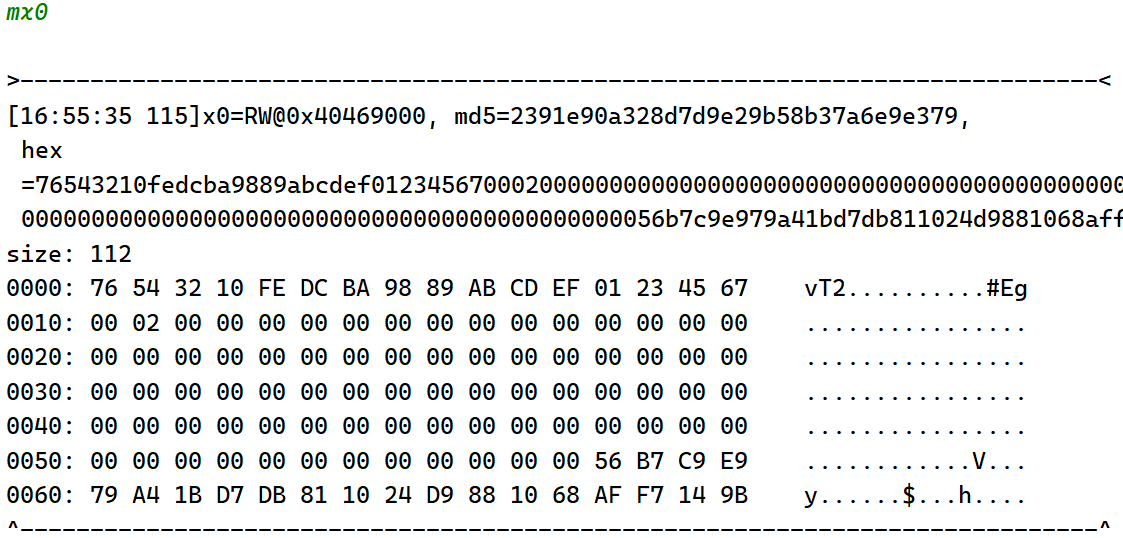 mx0
>-----------------------------------------------------------------------------<
[16:55:35 115]x0=RW@0x40469000, md5=2391e90a328d7d9e29b58b37a6e9e379,
hex
=76543210fedcba9889abcdef01234567000200000000000000000000000000000000000000000
00000000000000000000000000000000000000000000056b7c9e979a41bd7db811024d9881068aff
size: 112
0000: 76 54 32 10 FE DC BA 98 89 AB CD EF 01 23 45 67    vT2..........#Eg
0010: 00 02 00 00 00 00 00 00 00 00 00 00 00 00 00 00    ................
0020: 00 00 00 00 00 00 00 00 00 00 00 00 00 00 00 00    ................
0030: 00 00 00 00 00 00 00 00 00 00 00 00 00 00 00 00    ................
0040: 00 00 00 00 00 00 00 00 00 00 00 00 00 00 00 00    ................
0050: 00 00 00 00 00 00 00 00 00 00 00 00 56 B7 C9 E9    ............V...
0060: 79 A4 1B D7 DB 81 10 24 D9 88 10 68 AF F7 14 9B    y......$...h....
^-----------------------------------------------------------------------------^